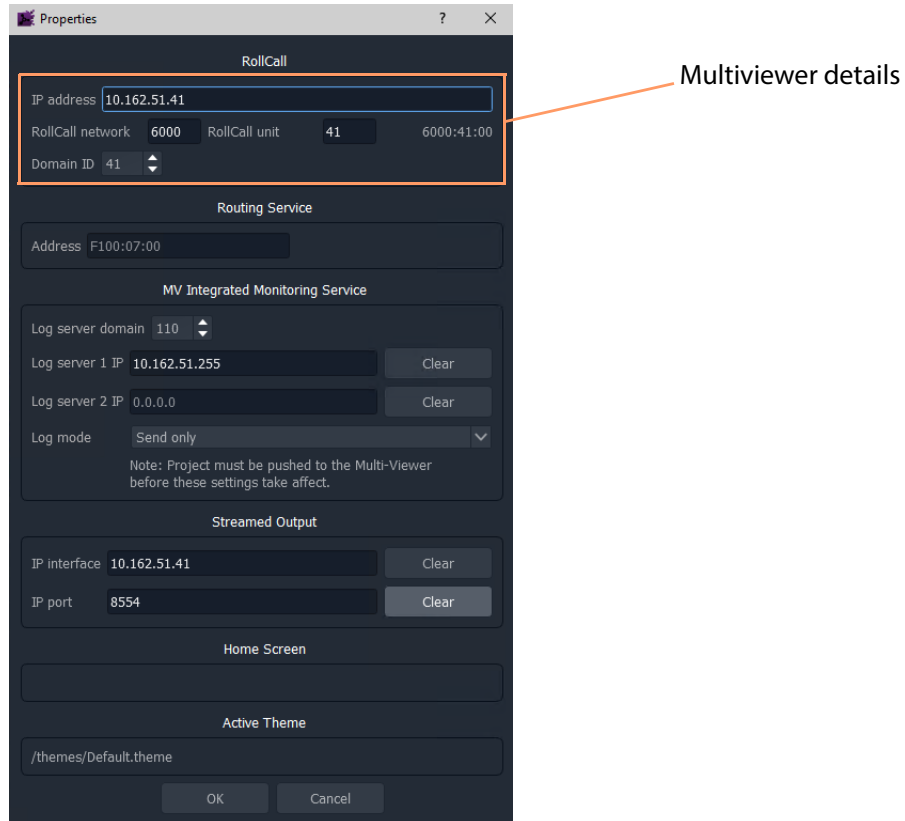 Properties ? ×
RollCall
Multiviewer details
IP address 10.162.51.41
RollCall network 6000 RollCall unit 41 6000:41:00
Domain ID 41
Routing Service
Address F100:07:00
MV Integrated Monitoring Service
Log server domain 110
Log server 1 IP 10.162.51.255 Clear
Log server 2 IP 0.0.0.0 Clear
Log mode Send only
Note: Project must be pushed to the Multi-Viewer
before these settings take affect.
Streamed Output
IP interface 10.162.51.41 Clear
IP port 8554 Clear
Home Screen
Active Theme
/themes/Default.theme
OK Cancel